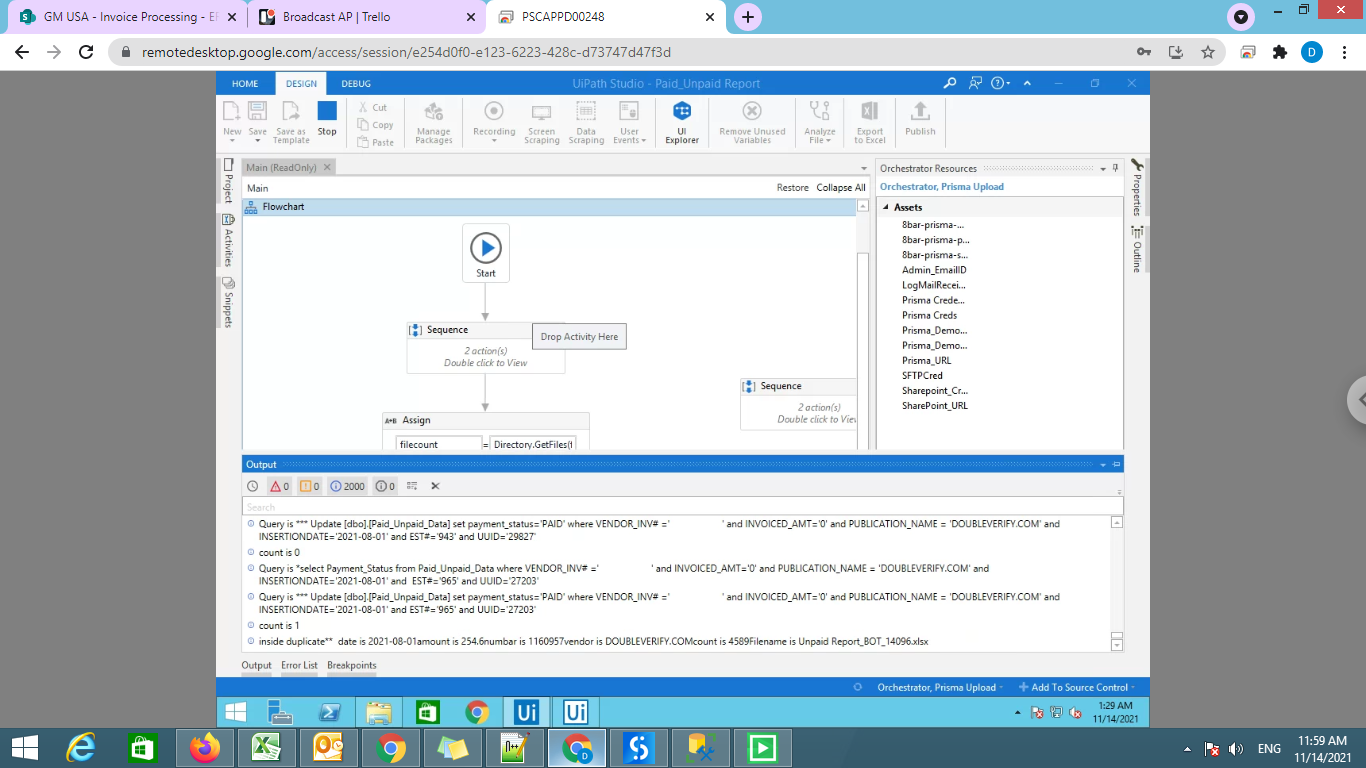 GM USA - Invoice Processing - EF
Broadcast AP | Trello
PSCAPPD00248
remotedesktop.google.com/access/session/e254d0f0-e123-6223-428c-d73747d47f3d
D
HOME DESIGN DEBUG UiPath Studio - Paid_Unpaid Report
New Save Save as Template Stop Cut Copy Paste Manage Packages Recording Screen Scraping Data Scraping User Events UI Explorer Remove Unused Variables Analyze File Export to Excel Publish
Main (ReadOnly)
Main Restore Collapse All
Flowchart
Project
Activities
Snippets
Start
Sequence
2 action(s)
Double click to View
Drop Activity Here
Assign
filecount = Directory.GetFiles(f
Sequence
2 action(s)
Double click to View
Orchestrator Resources
Orchestrator, Prisma Upload
Assets
8bar-prisma-...
8bar-prisma-p...
8bar-prisma-s...
Admin_EmailID
LogMailRecei...
Prisma Crede...
Prisma Creds
Prisma_Demo...
Prisma_Demo...
Prisma_URL
SFTPCred
Sharepoint_Cr...
SharePoint_URL
Properties
Outline
Output
0 0 2000 0
Search
Query is *** Update [dbo].[Paid_Unpaid_Data] set payment_status='PAID' where VENDOR_INV# =' ' and INVOICED_AMT='0' and PUBLICATION_NAME = 'DOUBLEVERIFY.COM' and
INSERTIONDATE='2021-08-01' and EST#='943' and UUID='29827'
count is 0
Query is *select Payment_Status from Paid_Unpaid_Data where VENDOR_INV# =' ' and INVOICED_AMT='0' and PUBLICATION_NAME = 'DOUBLEVERIFY.COM' and
INSERTIONDATE='2021-08-01' and EST#='965' and UUID='27203'
Query is *** Update [dbo].[Paid_Unpaid_Data] set payment_status='PAID' where VENDOR_INV# =' ' and INVOICED_AMT='0' and PUBLICATION_NAME = 'DOUBLEVERIFY.COM' and
INSERTIONDATE='2021-08-01' and EST#='965' and UUID='27203'
count is 1
inside duplicate** date is 2021-08-01amount is 254.6numbar is 1160957vendor is DOUBLEVERIFY.COMcount is 4589Filename is Unpaid Report_BOT_14096.xlsx
Output Error List Breakpoints
Orchestrator, Prisma Upload + Add To Source Control
Ui Ui
1:29 AM
11/14/2021
ENG
11:59 AM
11/14/2021